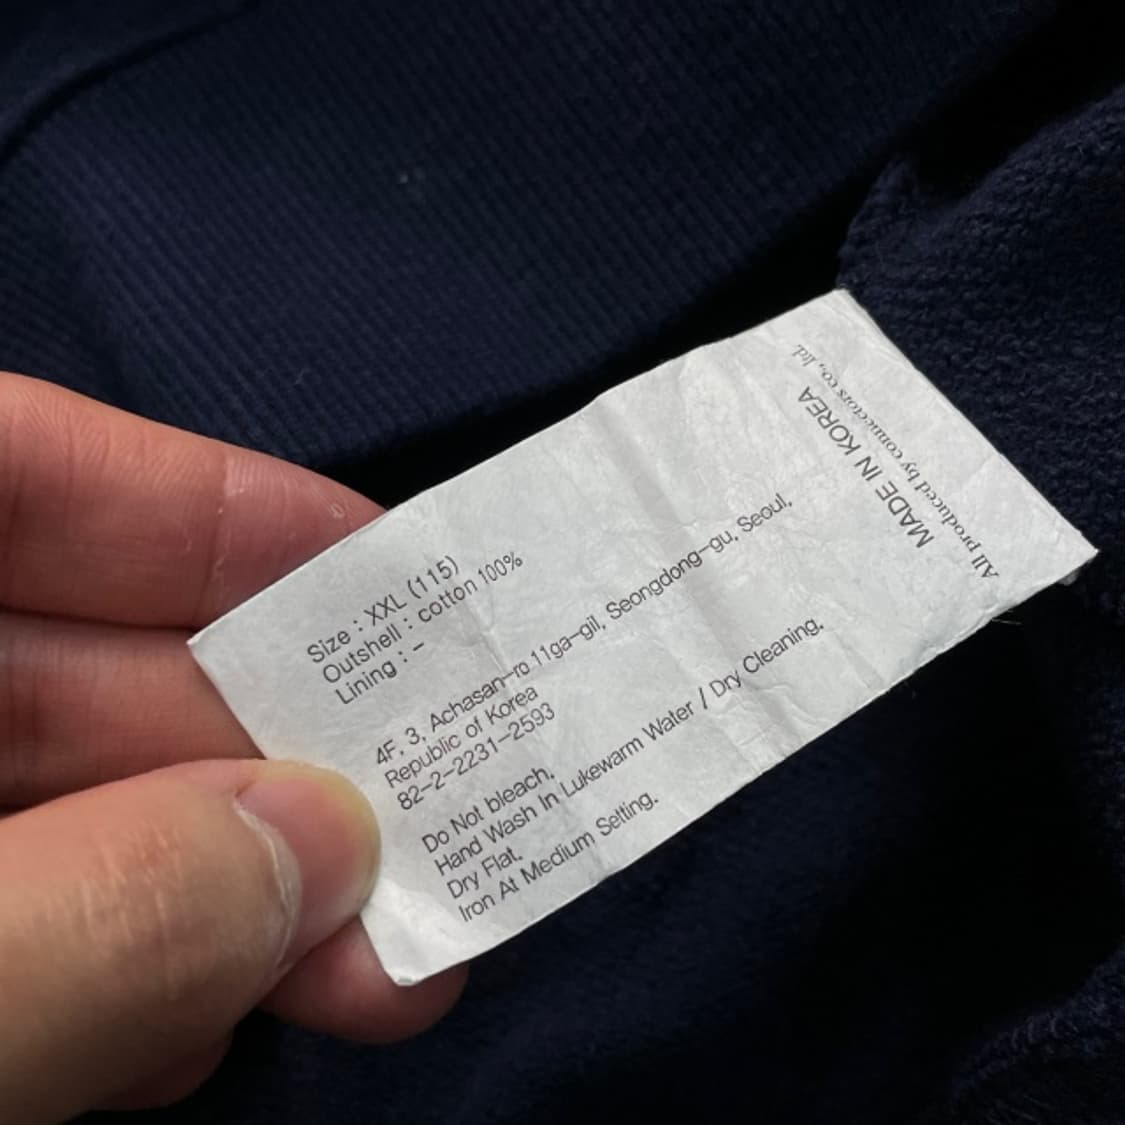 Size : XXL (115)
Outshell : cotton 100%
Lining : -
4F, 3, Achasan-ro 11ga-gil, Seongdong-gu, Seoul,
Republic of Korea
82-2-2231-2593
Do Not bleach,
Hand Wash In Lukewarm Water / Dry Cleaning.
Dry Flat.
Iron At Medium Setting.
MADE IN KOREA
All produced by connectors co., ltd.